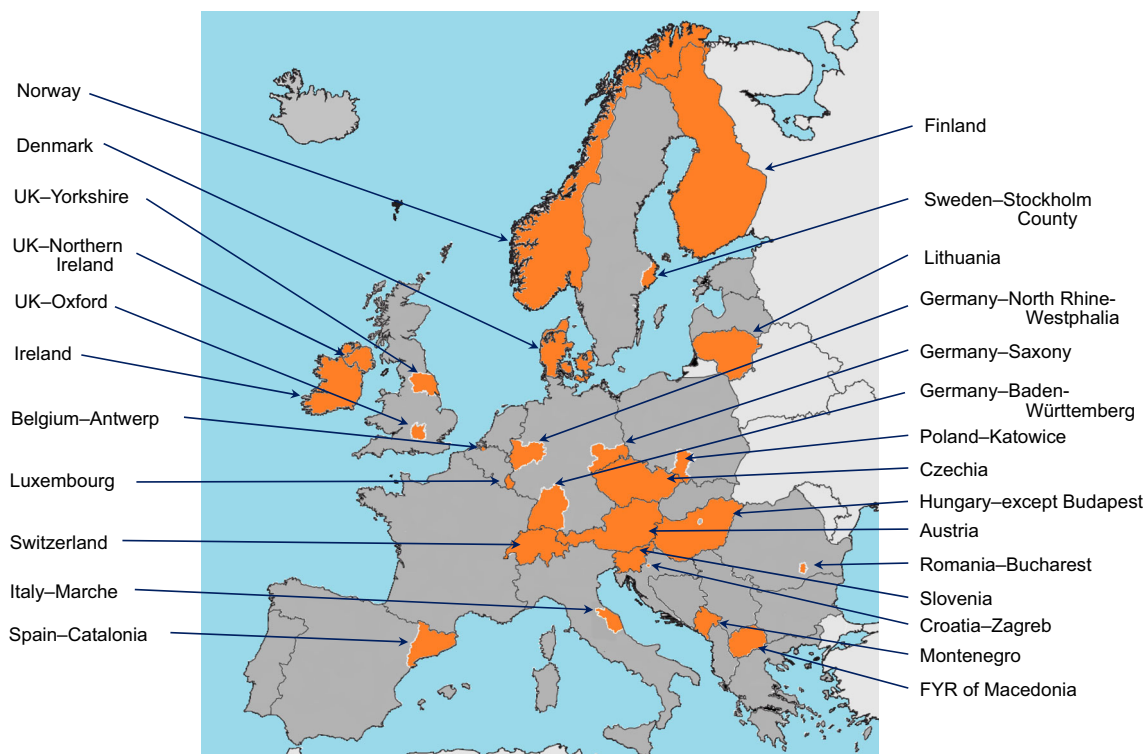 Norway
Denmark
UK–Yorkshire
UK–Northern
Ireland
UK–Oxford
Ireland
Belgium–Antwerp
Luxembourg
Switzerland
Italy–Marche
Spain–Catalonia
Finland
Sweden–Stockholm
County
Lithuania
Germany–North Rhine-
Westphalia
Germany–Saxony
Germany–Baden-
Württemberg
Poland–Katowice
Czechia
Hungary–except Budapest
Austria
Romania–Bucharest
Slovenia
Croatia–Zagreb
Montenegro
FYR of Macedonia